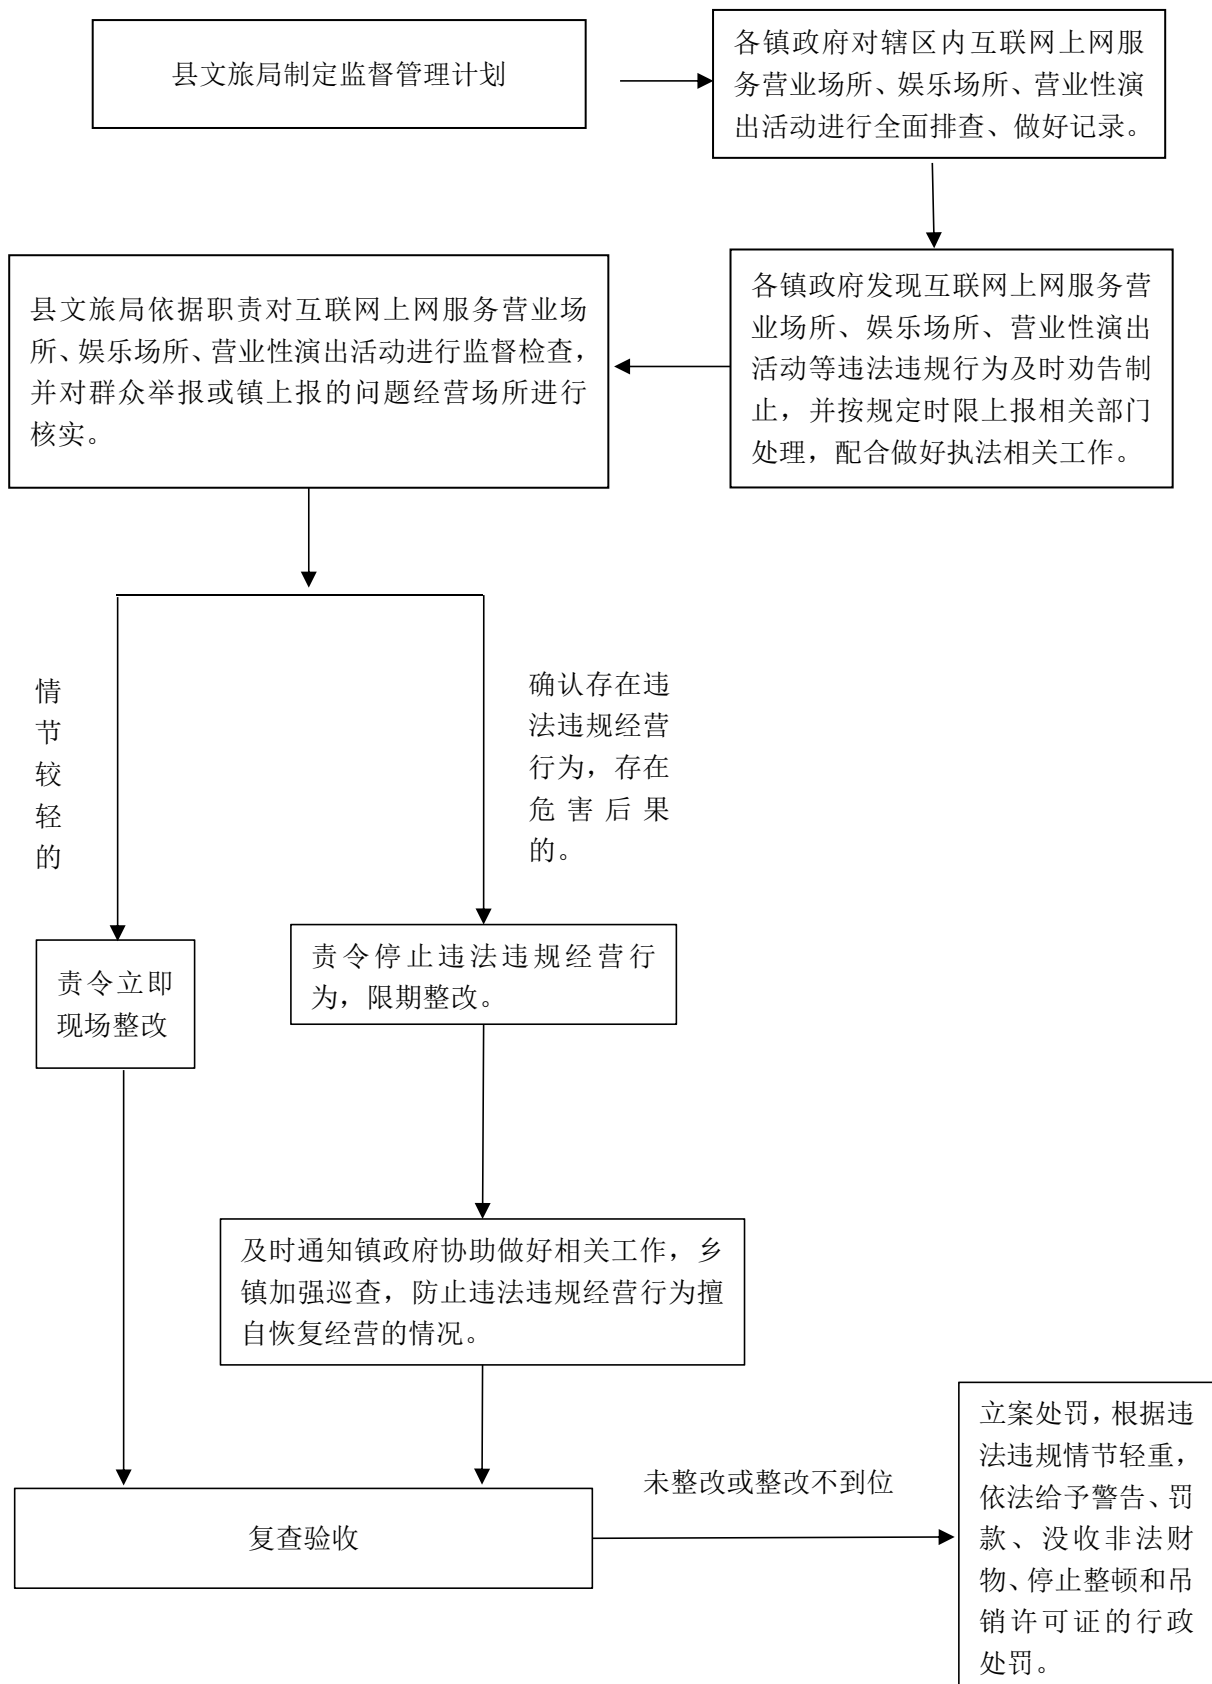 县文旅局制定监督管理计划
各镇政府对辖区内互联网上网服
务营业场所、娱乐场所、营业性演
出活动进行全面排查、做好记录。
各镇政府发现互联网上网服务营
业场所、娱乐场所、营业性演出
活动等违法违规行为及时劝告制
止，并按规定时限上报相关部门
处理，配合做好执法相关工作。
县文旅局依据职责对互联网上网服务营业场
所、娱乐场所、营业性演出活动进行监督检查，
并对群众举报或镇上报的问题经营场所进行
核实。
情
节
较
轻
的
确认存在违
法违规经营
行为，存在
危害后果
的。
责令立即
现场整改
责令停止违法违规经营行
为，限期整改。
及时通知镇政府协助做好相关工作，乡
镇加强巡查，防止违法违规经营行为擅
自恢复经营的情况。
复查验收
未整改或整改不到位
立案处罚，根据违
法违规情节轻重，
依法给予警告、罚
款、没收非法财
物、停止整顿和吊
销许可证的行政
处罚。